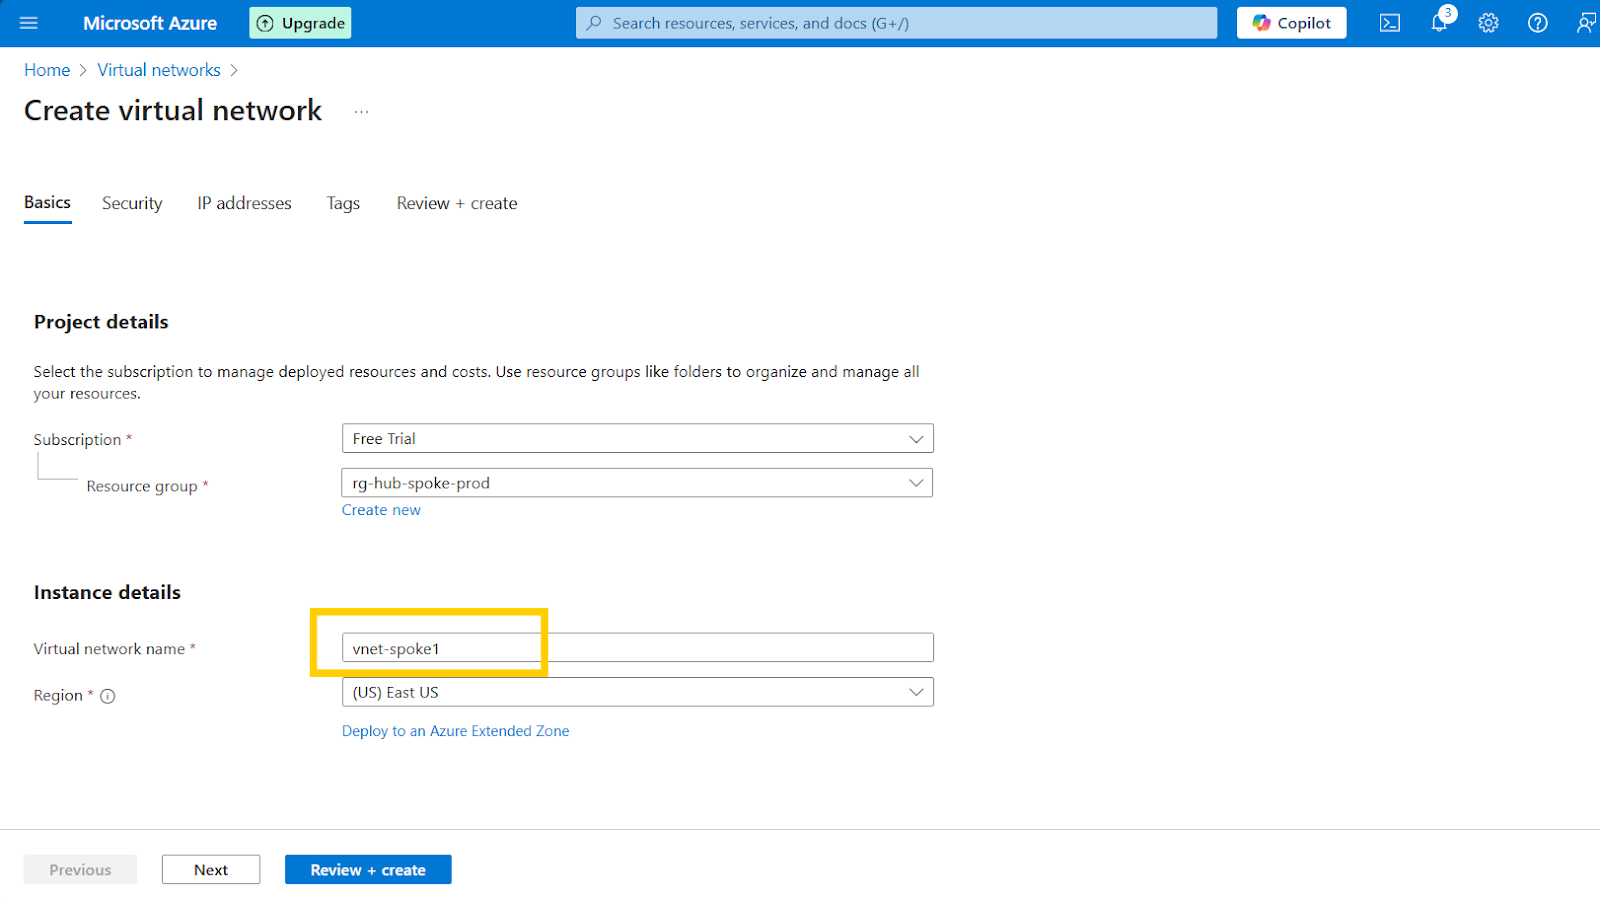 Microsoft Azure
Upgrade
Search resources, services, and docs (G+/)
Copilot
3
Home > Virtual networks >
Create virtual network ...
Basics Security IP addresses Tags Review + create
Project details
Select the subscription to manage deployed resources and costs. Use resource groups like folders to organize and manage all
your resources.
Subscription * Free Trial
Resource group * rg-hub-spoke-prod
Create new
Instance details
Virtual network name * vnet-spoke1
Region * (US) East US
Deploy to an Azure Extended Zone
Previous Next Review + create